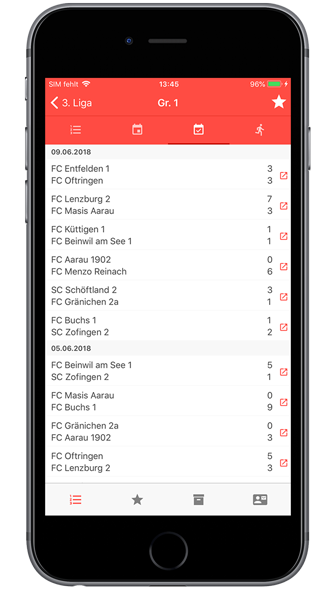 SIM fehlt 13:45 96%
3. Liga Gr. 1
09.06.2018
FC Entfelden 1 3
FC Oftringen 3
FC Lenzburg 2 7
FC Masis Aarau 3
FC Küttigen 1 1
FC Beinwil am See 1 1
FC Aarau 1902 0
FC Menzo Reinach 6
SC Schöftland 2 3
FC Gränichen 2a 1
FC Buchs 1 1
SC Zofingen 2 2
05.06.2018
FC Beinwil am See 1 5
SC Zofingen 2 1
FC Masis Aarau 0
FC Buchs 1 9
FC Gränichen 2a 0
FC Aarau 1902 3
FC Oftringen 5
FC Lenzburg 2 3